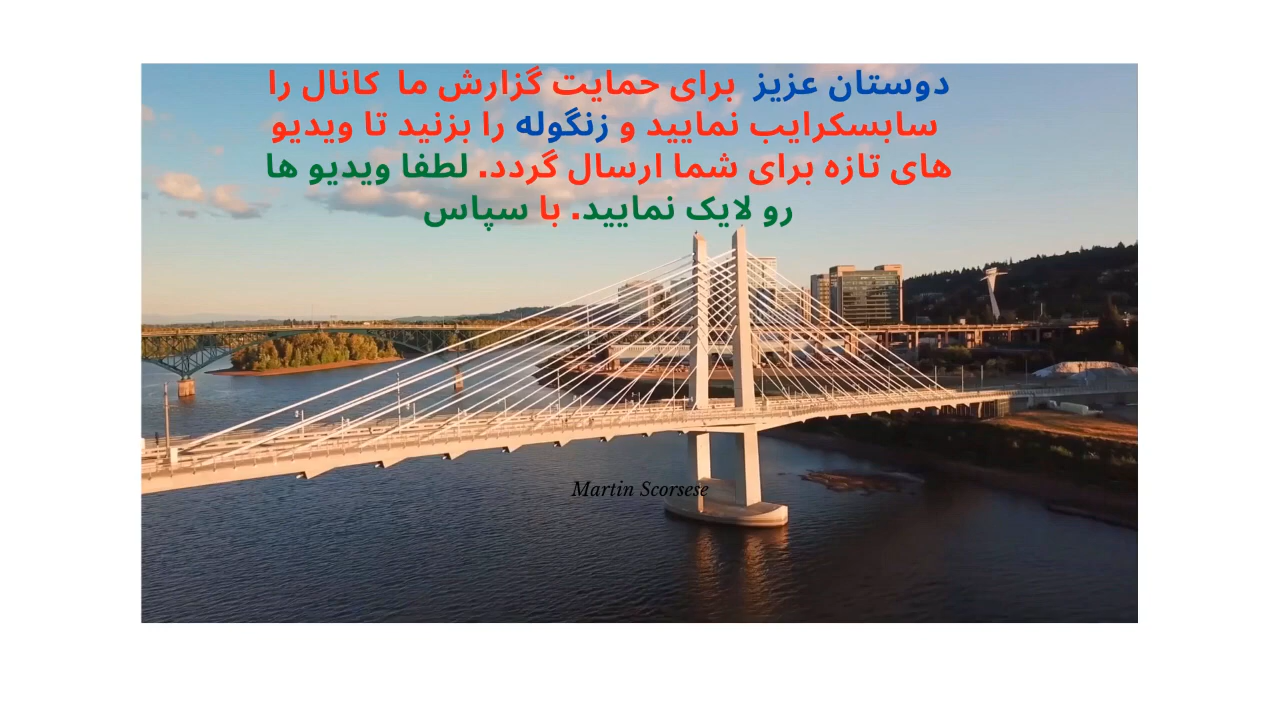 دوستان عزیز برای حمایت گزارش ما کانال را
سابسکرایب نمایید و زنگوله را بزنید تا ویدیو
های تازه برای شما ارسال گردد. لطفا ویدیو ها
رو لایک نمایید. با سپاس
Martin Scorsese